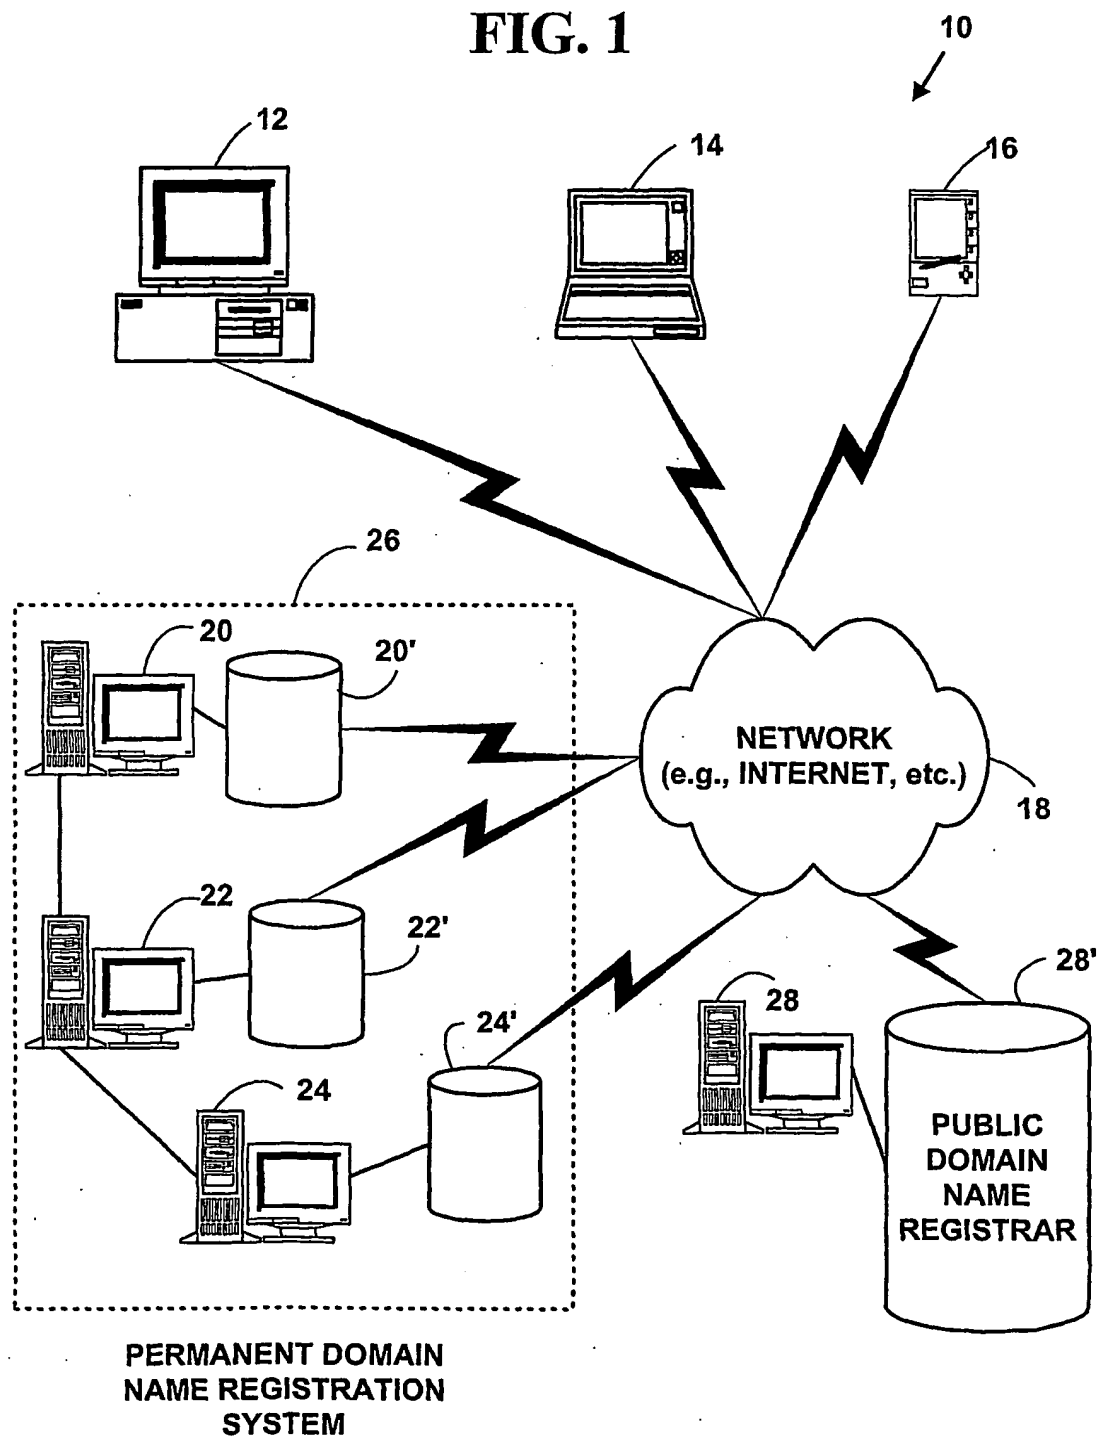 FIG. 1
10
12
14
16
26
20
20'
NETWORK
(e.g., INTERNET, etc.)
18
22
22'
28'
28
24'
24
PUBLIC
DOMAIN
NAME
REGISTRAR
PERMANENT DOMAIN
NAME REGISTRATION
SYSTEM